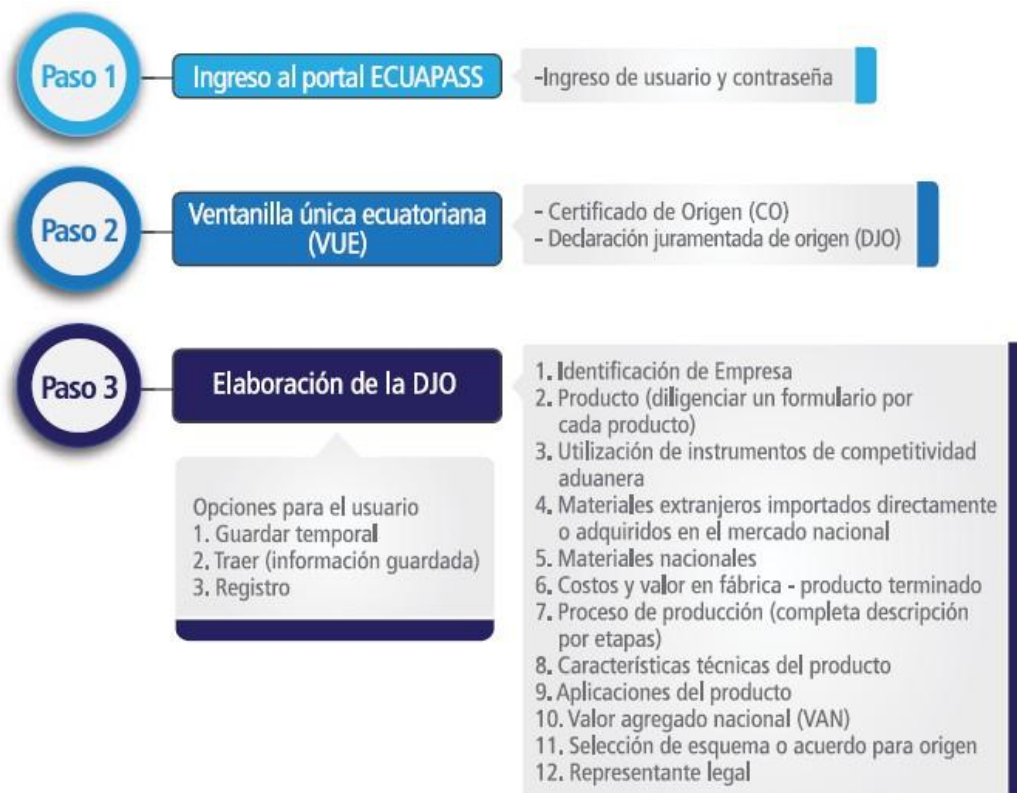 Paso 1
Ingreso al portal ECUAPASS
-Ingreso de usuario y contraseña
Paso 2
Ventanilla única ecuatoriana
(VUE)
- Certificado de Origen (CO)
- Declaración juramentada de origen (DJO)
Paso 3
Elaboración de la DJO
Opciones para el usuario
1. Guardar temporal
2. Traer (información guardada)
3. Registro
1. Identificación de Empresa
2. Producto (diligenciar un formulario por
cada producto)
3. Utilización de instrumentos de competitividad
aduanera
4. Materiales extranjeros importados directamente
o adquiridos en el mercado nacional
5. Materiales nacionales
6. Costos y valor en fábrica - producto terminado
7. Proceso de producción (completa descripción
por etapas)
8. Características técnicas del producto
9. Aplicaciones del producto
10. Valor agregado nacional (VAN)
11. Selección de esquema o acuerdo para origen
12. Representante legal